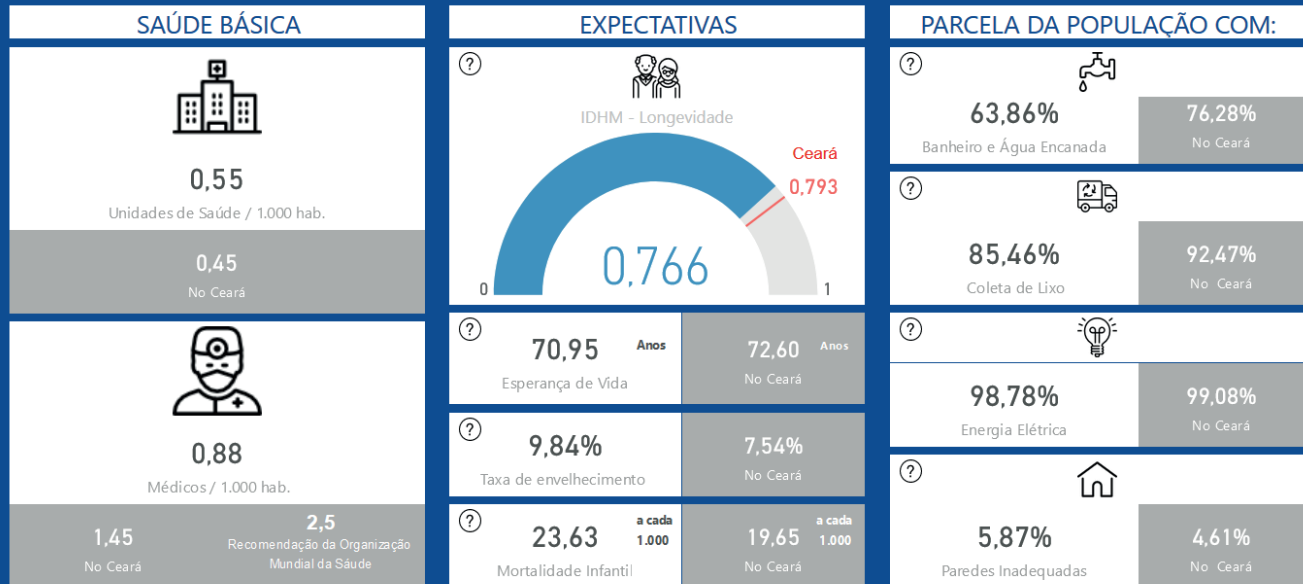 SAÚDE BÁSICA
0,55
Unidades de Saúde / 1.000 hab.
0,45
No Ceará
0,88
Médicos / 1.000 hab.
1,45
No Ceará
2,5
Recomendação da Organização
Mundial da Sáude
EXPECTATIVAS
?
IDHM - Longevidade
Ceará
0,793
0,766
0
1
?
70,95 Anos
Esperança de Vida
72,60 Anos
No Ceará
?
9,84%
Taxa de envelhecimento
7,54%
No Ceará
?
23,63 a cada
1.000
Mortalidade Infantil
19,65 a cada
1.000
No Ceará
PARCELA DA POPULAÇÃO COM:
?
63,86%
Banheiro e Água Encanada
76,28%
No Ceará
?
85,46%
Coleta de Lixo
92,47%
No Ceará
?
98,78%
Energia Elétrica
99,08%
No Ceará
?
5,87%
Paredes Inadequadas
4,61%
No Ceará